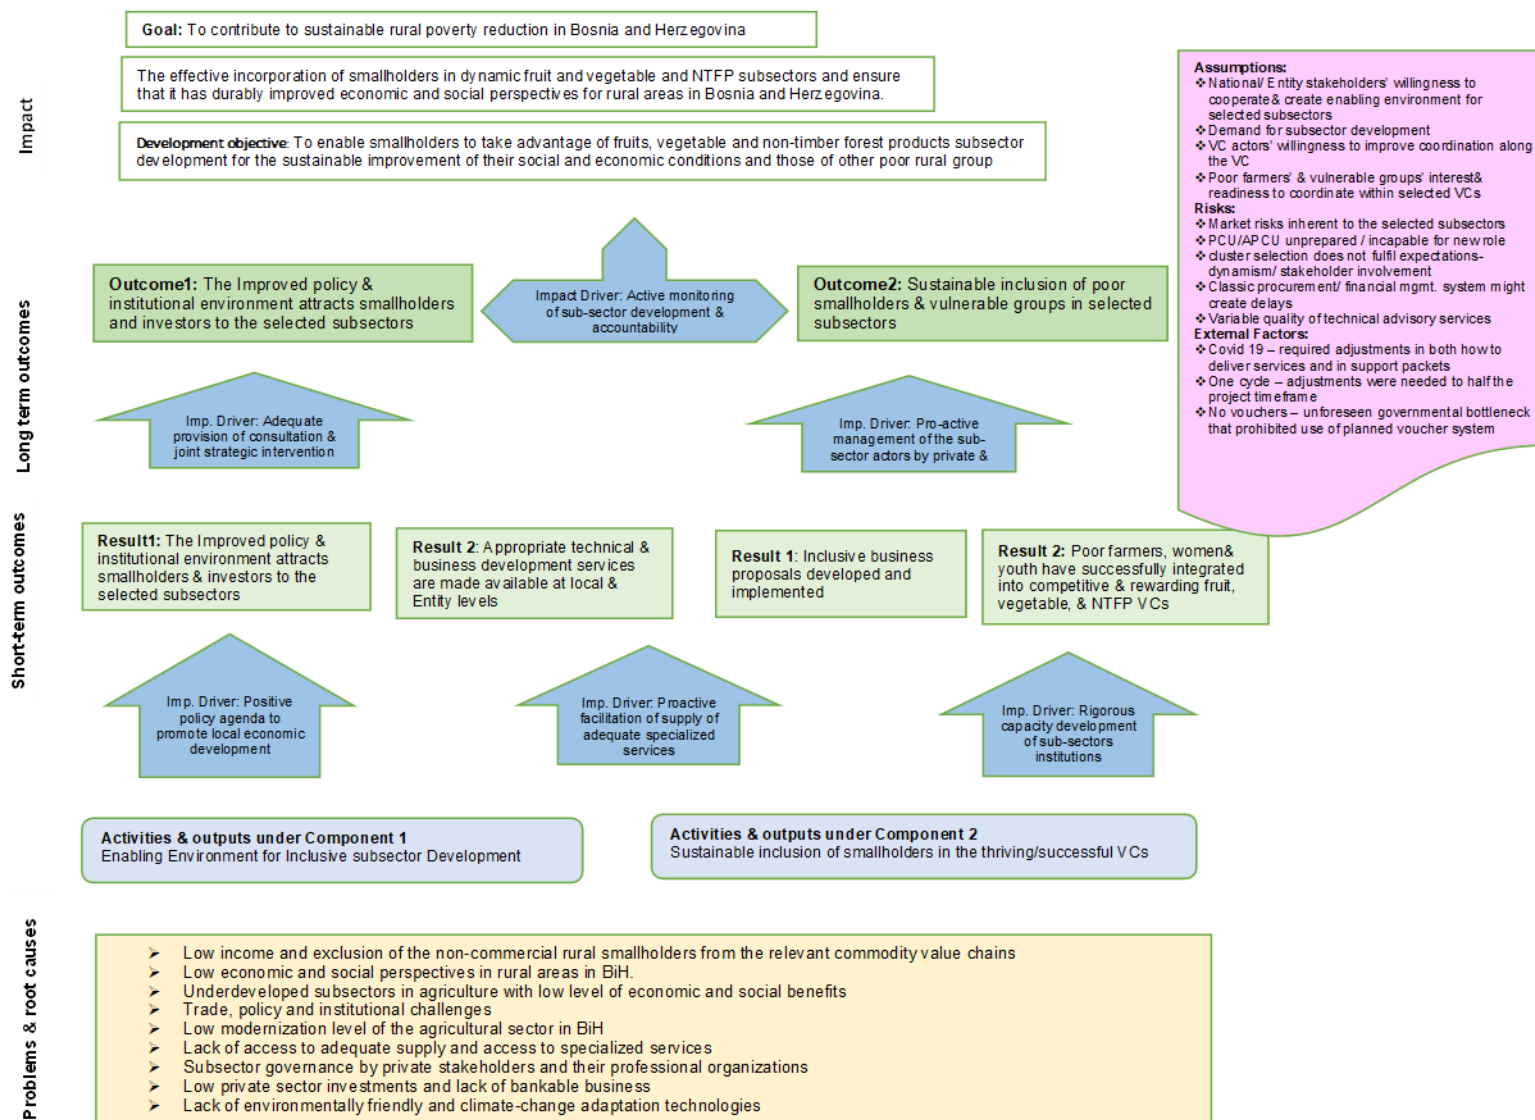 Goal: To contribute to sustainable rural poverty reduction in Bosnia and Herzegovina
The effective incorporation of smallholders in dynamic fruit and vegetable and NTFP subsectors and ensure
that it has durably improved economic and social perspectives for rural areas in Bosnia and Herzegovina.
Development objective: To enable smallholders to take advantage of fruits, vegetable and non-timber forest products subsector
development for the sustainable improvement of their social and economic conditions and those of other poor rural group
Impact
Assumptions:
❖ National/ Entity stakeholders' willingness to
cooperate& create enabling environment for
selected subsectors
❖ Demand for subsector development
❖ VC actors' willingness to improve coordination along
the VC
❖ Poor farmers' & vulnerable groups' interest&
readiness to coordinate within selected VCs
Risks:
❖ Market risks inherent to the selected subsectors
❖ PCU/APCU unprepared / incapable for new role
❖ cluster selection does not fulfil expectations-
dynamism/ stakeholder involvement
❖ Classic procurement/ financial mgmt. system might
create delays
❖ Variable quality of technical advisory services
External Factors:
❖ Covid 19 – required adjustments in both how to
deliver services and in support packets
❖ One cycle – adjustments were needed to half the
project timeframe
❖ No vouchers – unforeseen governmental bottleneck
that prohibited use of planned voucher system
Long term outcomes
Outcome1: The Improved policy &
institutional environment attracts smallholders
and investors to the selected subsectors
Impact Driver: Active monitoring
of sub-sector development &
accountability
Outcome2: Sustainable inclusion of poor
smallholders & vulnerable groups in selected
subsectors
Imp. Driver: Adequate
provision of consultation &
joint strategic intervention
Imp. Driver: Pro-active
management of the sub-
sector actors by private &
Short-term outcomes
Result1: The Improved policy &
institutional environment attracts
smallholders & investors to the
selected subsectors
Result 2: Appropriate technical &
business development services
are made available at local &
Entity levels
Result 1: Inclusive business
proposals developed and
implemented
Result 2: Poor farmers, women&
youth have successfully integrated
into competitive & rewarding fruit,
vegetable, & NTFP VCs
Imp. Driver: Positive
policy agenda to
promote local economic
development
Imp. Driver: Proactive
facilitation of supply of
adequate specialized
services
Imp. Driver: Rigorous
capacity development
of sub-sectors
institutions
Activities & outputs under Component 1
Enabling Environment for Inclusive subsector Development
Activities & outputs under Component 2
Sustainable inclusion of smallholders in the thriving/successful VCs
Problems & root causes
➢ Low income and exclusion of the non-commercial rural smallholders from the relevant commodity value chains
➢ Low economic and social perspectives in rural areas in BiH.
➢ Underdeveloped subsectors in agriculture with low level of economic and social benefits
➢ Trade, policy and institutional challenges
➢ Low modernization level of the agricultural sector in BiH
➢ Lack of access to adequate supply and access to specialized services
➢ Subsector governance by private stakeholders and their professional organizations
➢ Low private sector investments and lack of bankable business
➢ Lack of environmentally friendly and climate-change adaptation technologies